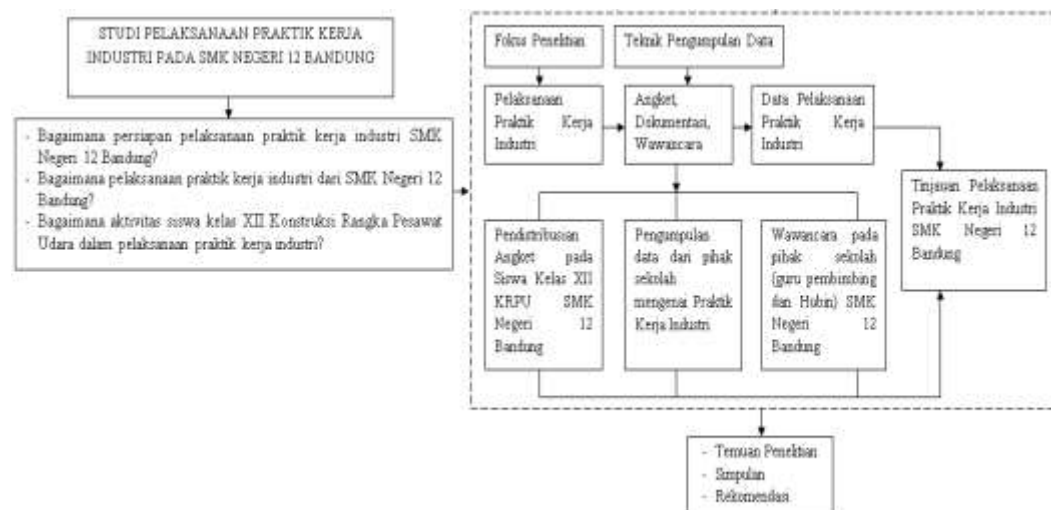 STUDI PELAKSANAAN PRAKTIK KERJA
INDUSTRI PADA SMK NEGERI 12 BANDUNG
- Bagaimana persiapan pelaksanaan praktik kerja industri SMK
Negeri 12 Bandung?
- Bagaimana pelaksanaan praktik kerja industri dari SMK Negeri 12
Bandung?
- Bagaimana aktivitas siswa kelas XII Konstruksi Rangka Pesawat
Udara dalam pelaksanaan praktik kerja industri?
Fokus Penelitian
Teknik Pengumpulan Data
Pelaksanaan
Praktik Kerja
Industri
Angket,
Dokumentasi,
Wawancara
Data Pelaksanaan
Praktik Kerja
Industri
Pendistribusian
Angket pada
Siswa Kelas XII
KRPU SMK
Negeri 12
Bandung
Pengumpulan
data dari pihak
sekolah
mengenai Praktik
Kerja Industri
Wawancara pada
pihak sekolah
(guru pembimbing
dan Hubin) SMK
Negeri 12
Bandung
Tinjauan Pelaksanaan
Praktik Kerja Industri
SMK Negeri 12
Bandung
- Temuan Penelitian
- Simpulan
- Rekomendasi